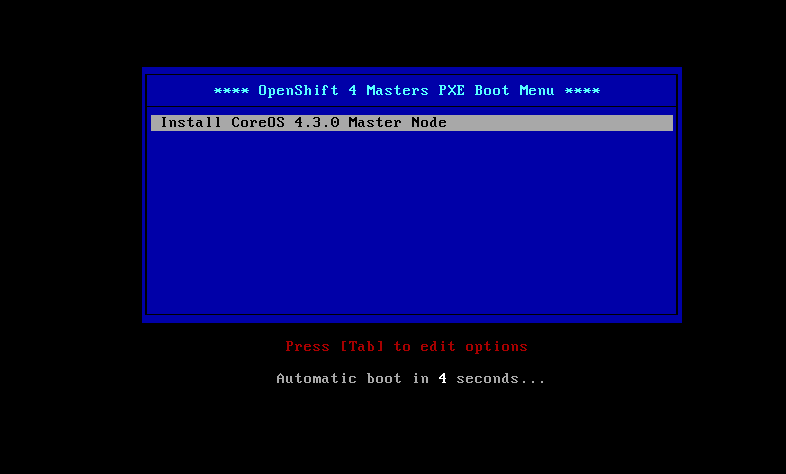 **** OpenShift 4 Masters PXE Boot Menu ****
Install CoreOS 4.3.0 Master Node
Press [Tab] to edit options
Automatic boot in 4 seconds...